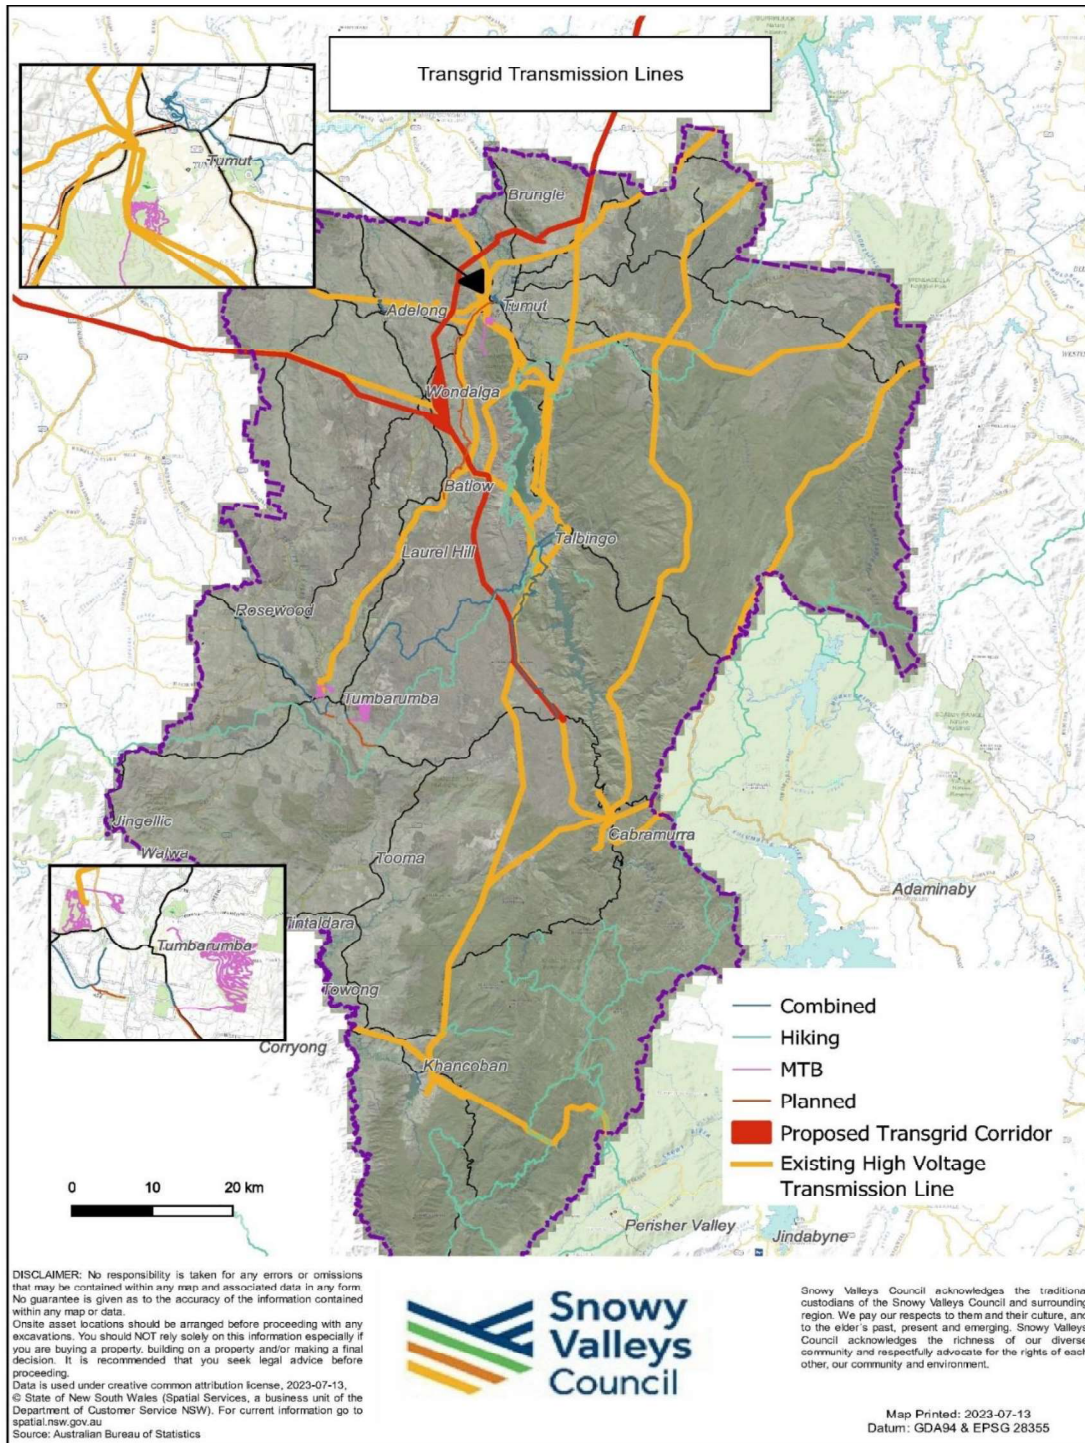 Transgrid Transmission Lines
Tumut
Brungle
Adelong
Tumut
Wondalga
Batlow
Laurel Hill
Talbingo
Rosewood
Tumbarumba
Jingellic
Walwa
Tooma
Cabramurra
Adaminaby
Tintaldara
Tumbarumba
Towong
Corryong
Khancoban
Perisher Valley
Jindabyne
Combined
Hiking
MTB
Planned
Proposed Transgrid Corridor
Existing High Voltage
Transmission Line
0 10 20 km
DISCLAIMER: No responsibility is taken for any errors or omissions
that may be contained within any map and associated data in any form.
No guarantee is given as to the accuracy of the information contained
within any map or data.
Onsite asset locations should be arranged before proceeding with any
excavations. You should NOT rely solely on this information especially if
you are buying a property, building on a property and/or making a final
decision. It is recommended that you seek legal advice before
proceeding.
Data is used under creative common attribution license, 2023-07-13,
© State of New South Wales (Spatial Services, a business unit of the
Department of Customer Service NSW). For current information go to
spatial.nsw.gov.au
Source: Australian Bureau of Statistics
Snowy
Valleys
Council
Snowy Valleys Council acknowledges the traditional
custodians of the Snowy Valleys Council and surrounding
region. We pay our respects to them and their culture, and
to the elder's past, present and emerging. Snowy Valleys
Council acknowledges the richness of our diverse
community and respectfully advocate for the rights of each
other, our community and environment.
Map Printed: 2023-07-13
Datum: GDA94 & EPSG 28355